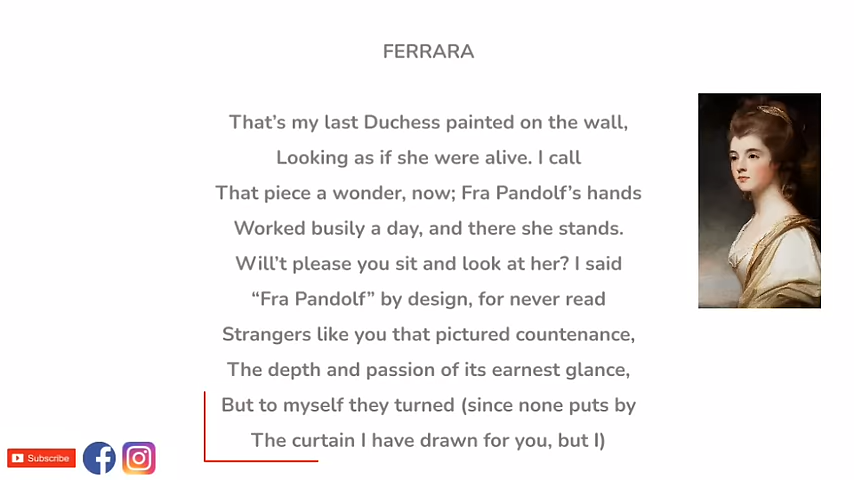 FERRARA
That’s my last Duchess painted on the wall,
Looking as if she were alive. I call
That piece a wonder, now; Fra Pandolf’s hands
Worked busily a day, and there she stands.
Will’t please you sit and look at her? I said
“Fra Pandolf” by design, for never read
Strangers like you that pictured countenance,
The depth and passion of its earnest glance,
But to myself they turned (since none puts by
The curtain I have drawn for you, but I)
Subscribe